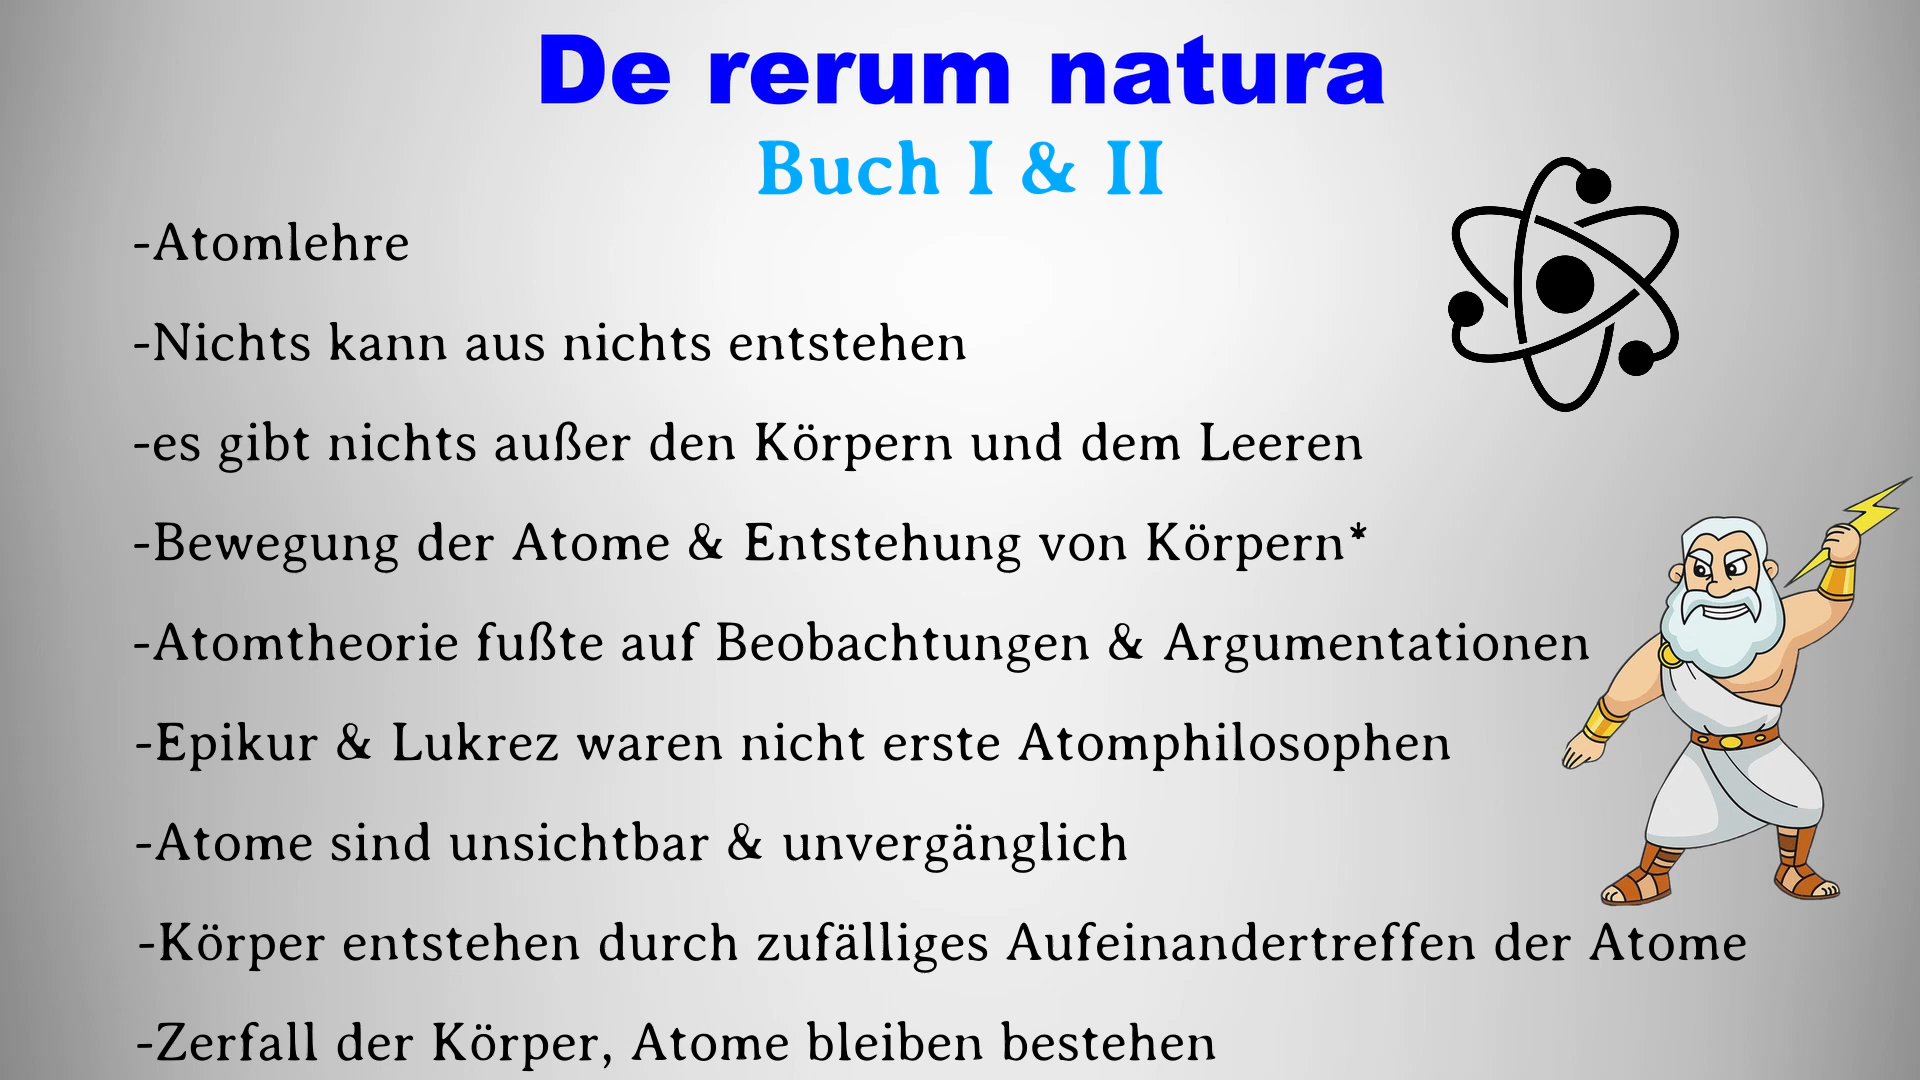 De rerum natura
Buch I & II
-Atomlehre
-Nichts kann aus nichts entstehen
-es gibt nichts außer den Körpern und dem Leeren
-Bewegung der Atome & Entstehung von Körpern*
-Atomtheorie fußte auf Beobachtungen & Argumentationen
-Epikur & Lukrez waren nicht erste Atomphilosophen
-Atome sind unsichtbar & unvergänglich
-Körper entstehen durch zufälliges Aufeinandertreffen der Atome
-Zerfall der Körper, Atome bleiben bestehen